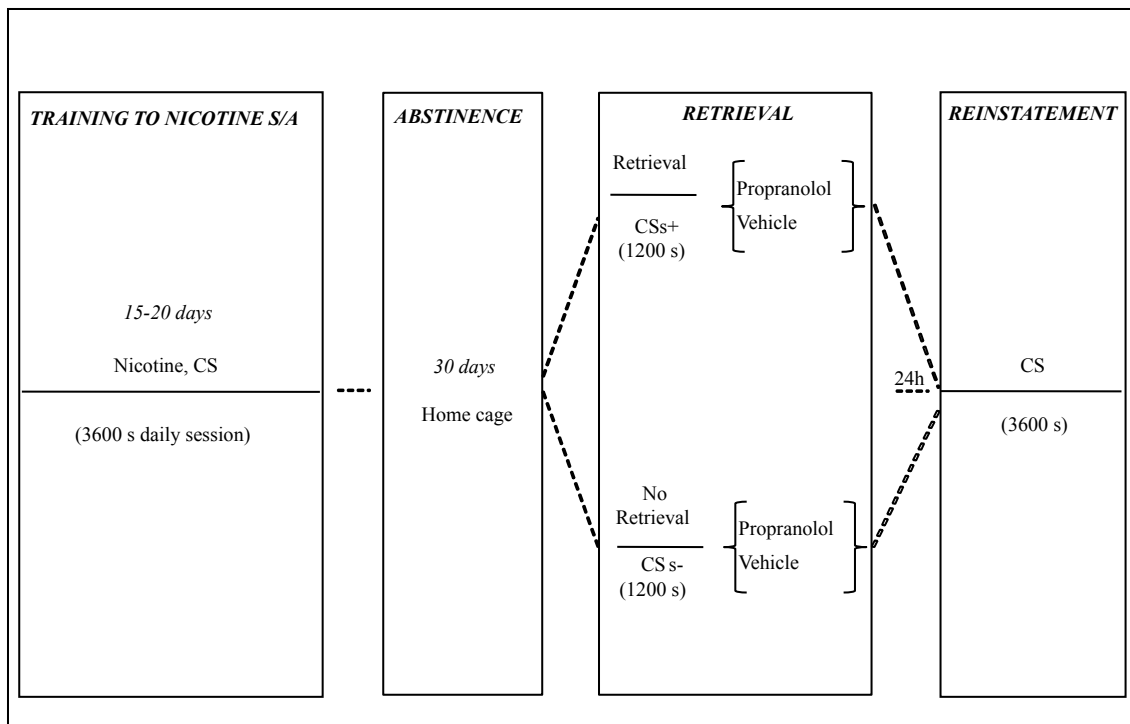 TRAINING TO NICOTINE S/A
15-20 days
Nicotine, CS
(3600 s daily session)
ABSTINENCE
30 days
Home cage
RETRIEVAL
Retrieval
CSs+
(1200 s)
Propranolol
Vehicle
No
Retrieval
CS s-
(1200 s)
Propranolol
Vehicle
24h
REINSTATEMENT
CS
(3600 s)